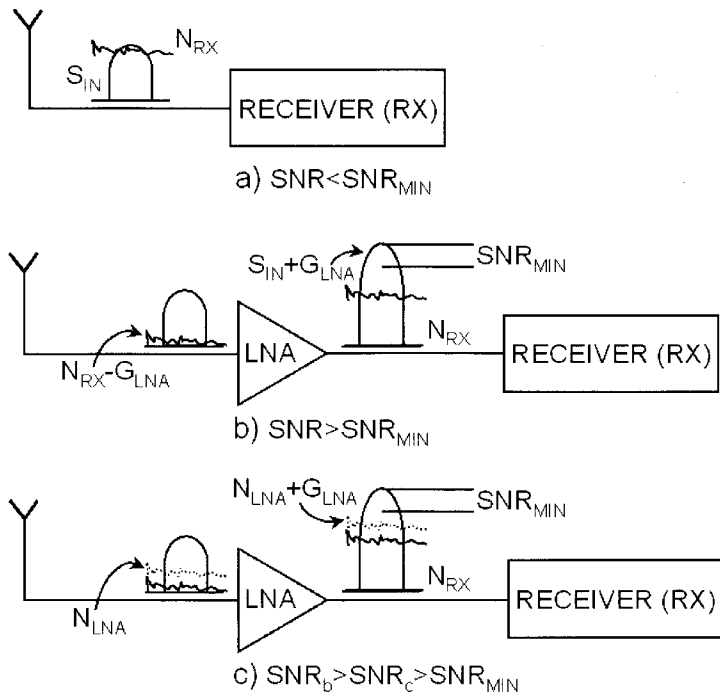 N_RX
S_IN
RECEIVER (RX)
a) SNR<SNR_MIN
S_IN+G_LNA
SNR_MIN
N_RX
LNA
RECEIVER (RX)
N_RX-G_LNA
b) SNR>SNR_MIN
N_LNA+G_LNA
SNR_MIN
N_RX
LNA
RECEIVER (RX)
N_LNA
c) SNR_b>SNR_c>SNR_MIN